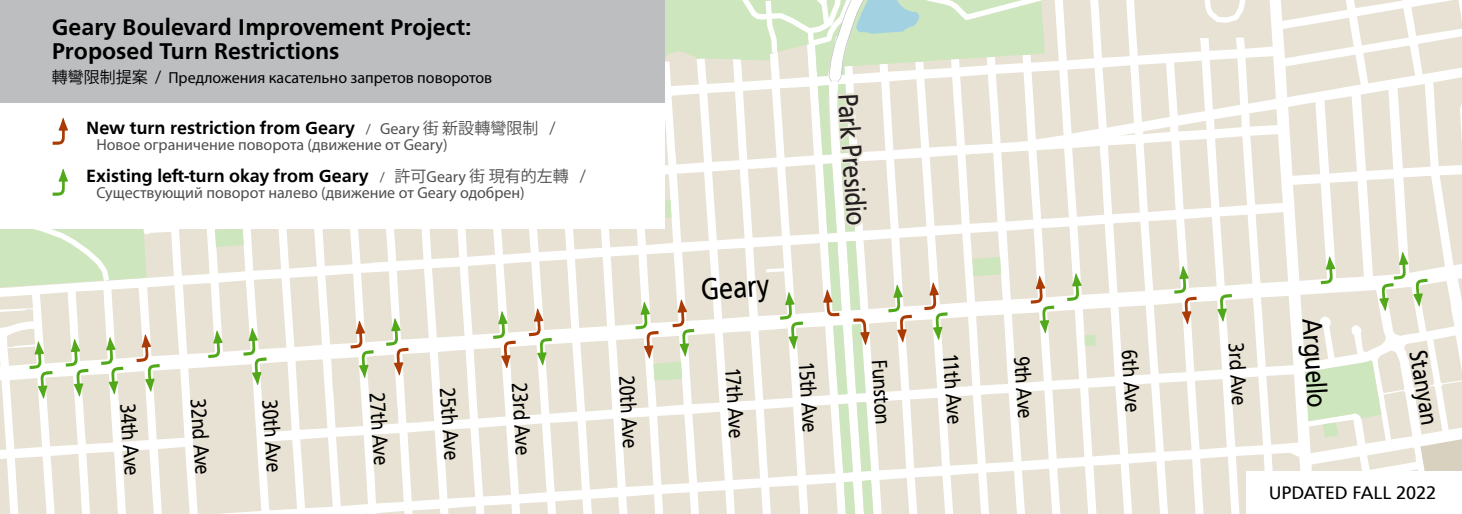 Geary Boulevard Improvement Project:
Proposed Turn Restrictions
轉彎限制提案 / Предложения касательно запретов поворотов
New turn restriction from Geary / Geary 街 新設轉彎限制 /
Новое ограничение поворота (движение от Geary)
Existing left-turn okay from Geary / 許可Geary 街 現有的左轉 /
Существующий поворот налево (движение от Geary одобрен)
Park Presidio
Geary
34th Ave
32nd Ave
30th Ave
27th Ave
25th Ave
23rd Ave
20th Ave
17th Ave
15th Ave
Funston
11th Ave
9th Ave
6th Ave
3rd Ave
Arguello
Stanyan
UPDATED FALL 2022